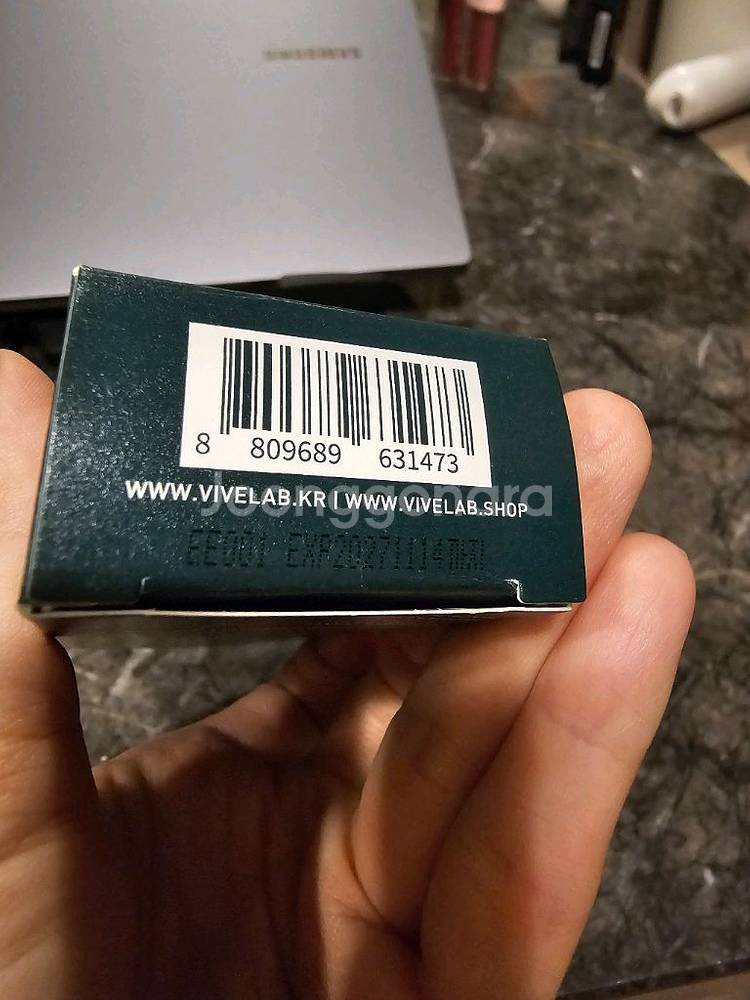 SAMSUNG
8 809689 631473
WWW.VIVELAB.KR | WWW.VIVELAB.SHOP
Joonggonara
EE001 EXP20271114까지